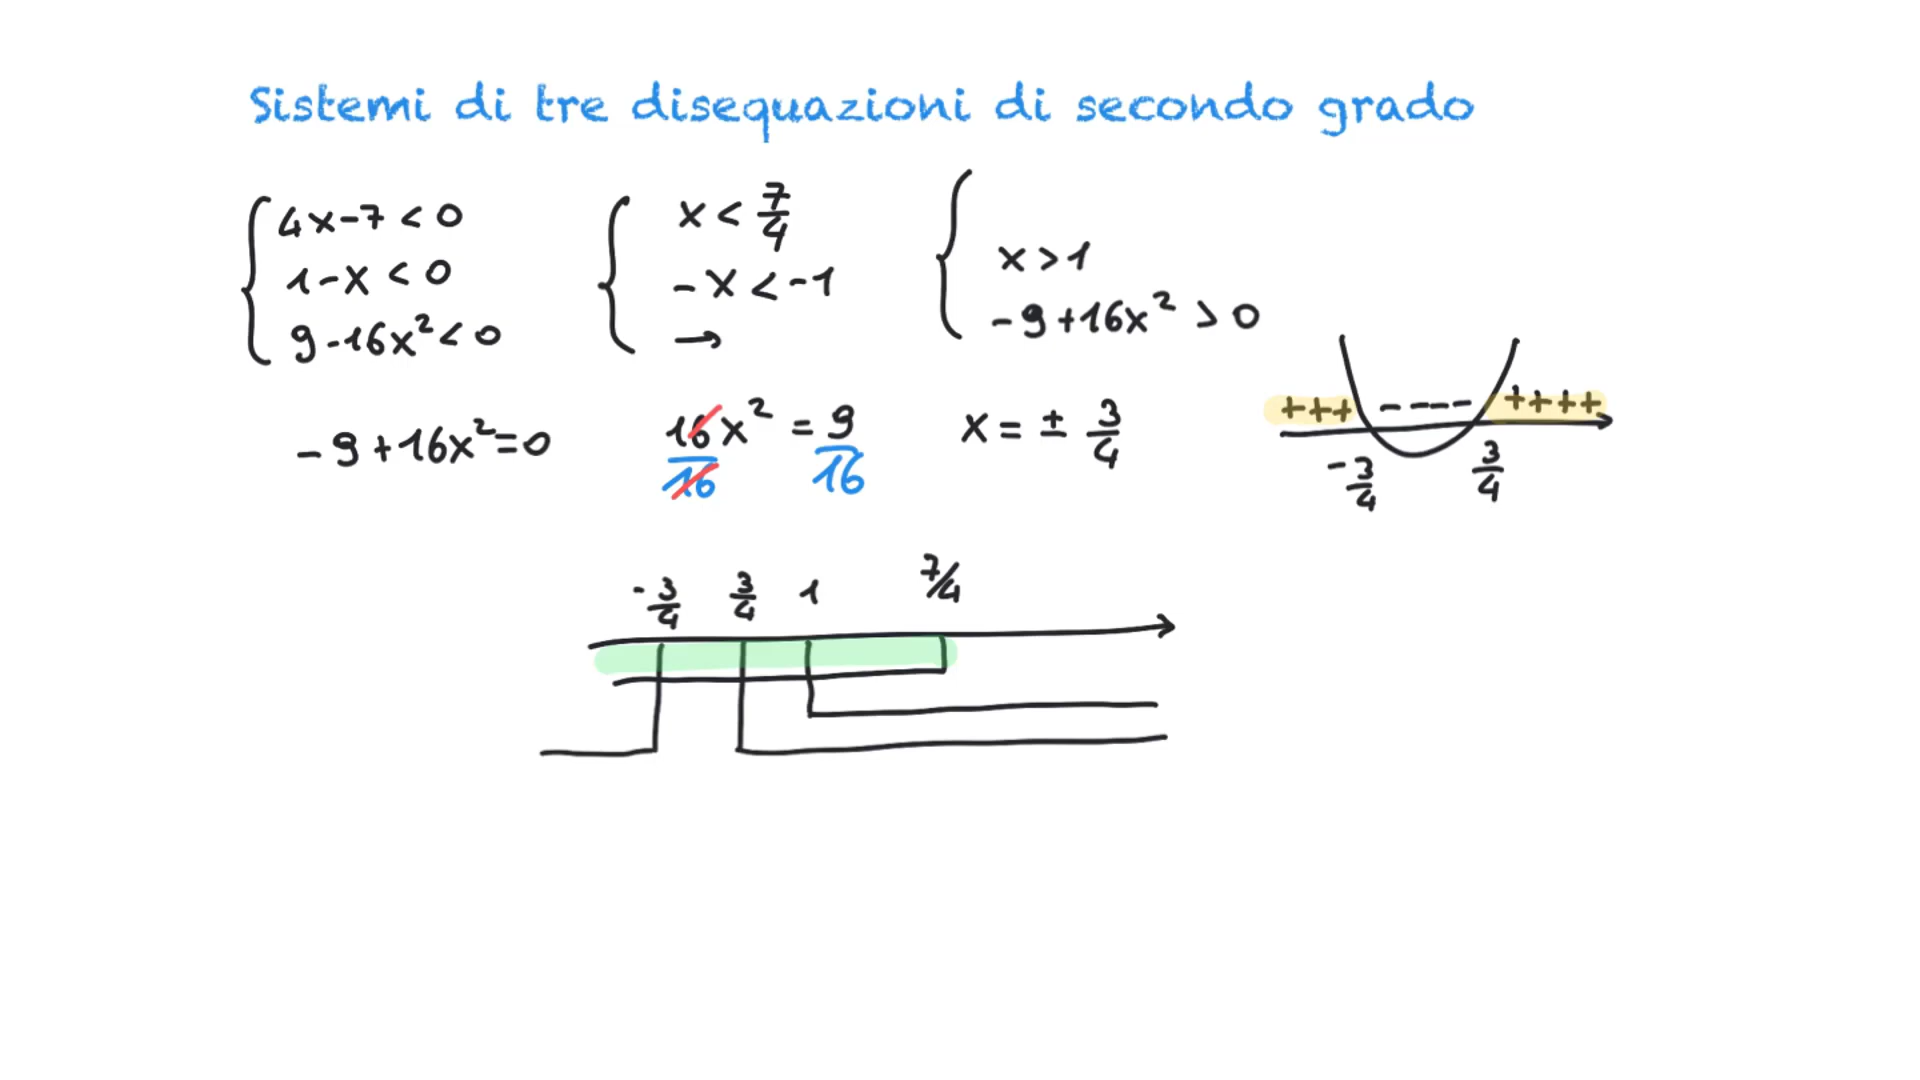 Sistemi di tre disequazioni di secondo grado
4x-7 < 0
1-x < 0
9-16x² < 0
x < 7/4
-x < -1
→
x > 1
-9+16x² > 0
-9+16x²=0
16x²/16 = 9/16
x = ± 3/4
+++ ---- ++++
-3/4 3/4
-3/4 3/4 1 7/4